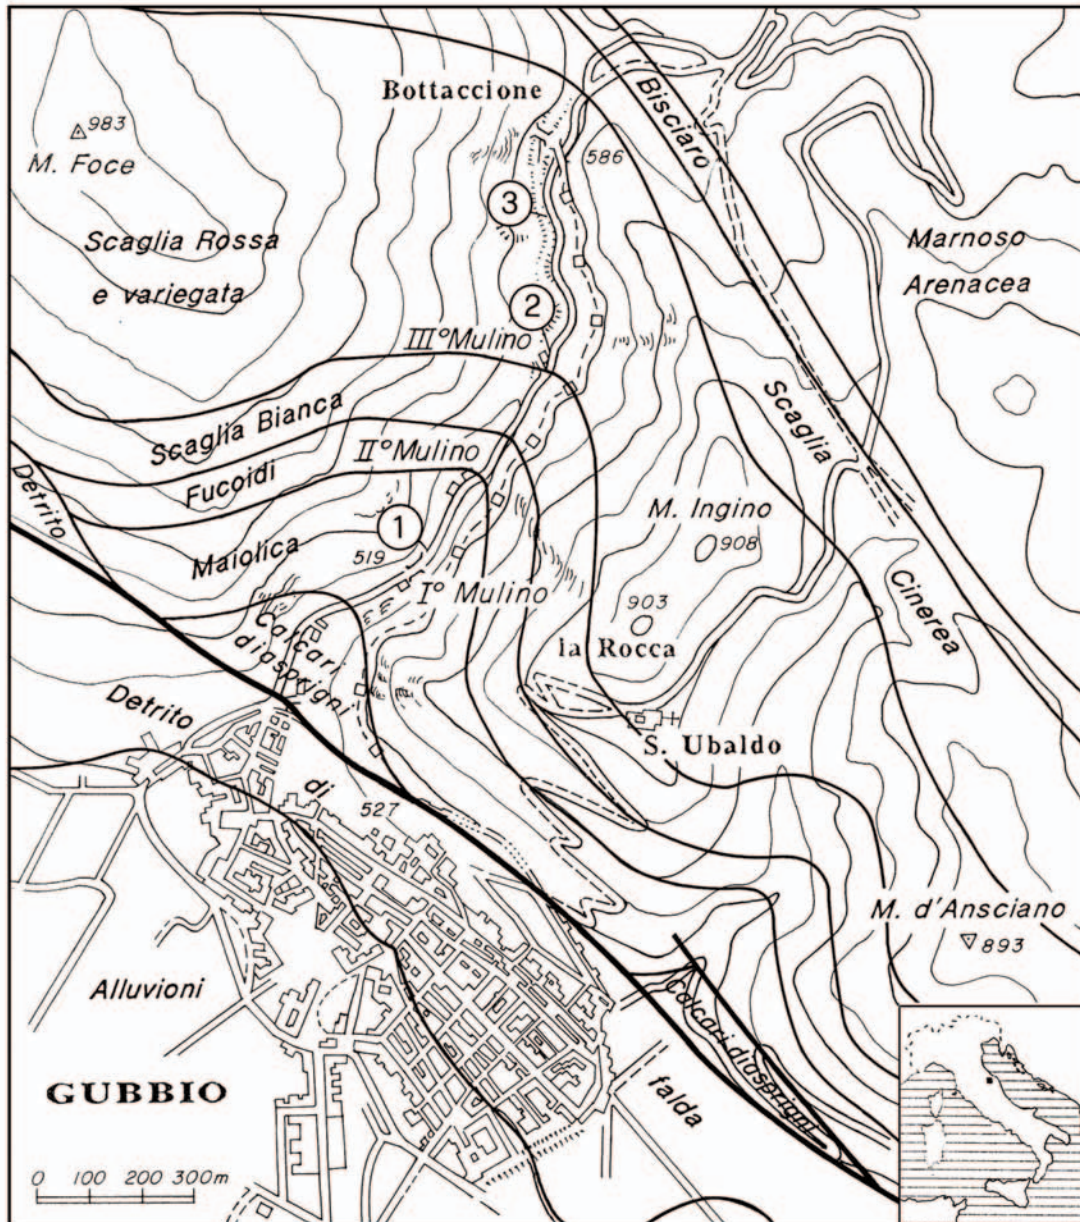 Bottaccione
Bisciaro
983
M. Foce
586
3
Scaglia Rossa
e variegata
Marnoso
Arenacea
2
III° Mulino
Scaglia Bianca
II° Mulino
Fucoidi
Scaglia
Detrito
1
M. Ingino
908
Maiolica
519
I° Mulino
903
Cinerea
la Rocca
Calcari
diasprigni
Detrito
S. Ubaldo
di
527
M. d'Ansciano
893
Alluvioni
Calcari diasprigni
falda
GUBBIO
0 100 200 300m